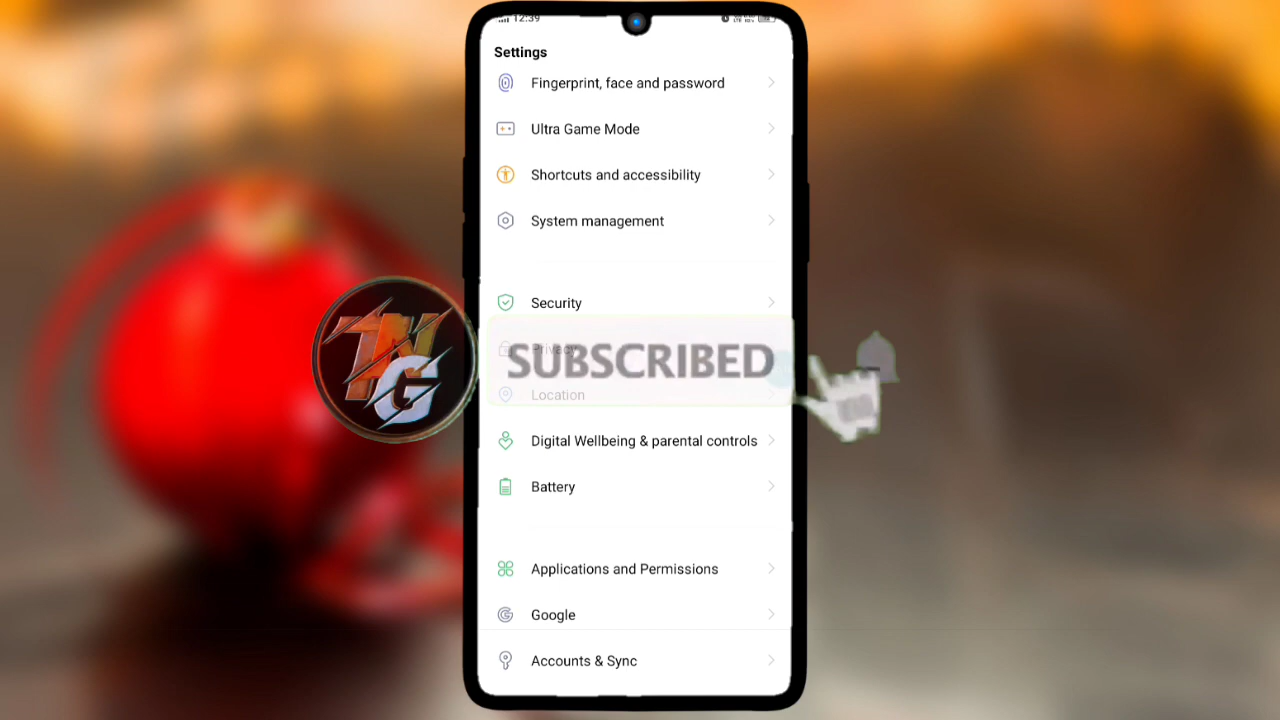 12:39
Settings
Fingerprint, face and password
Ultra Game Mode
Shortcuts and accessibility
System management
Security
Privacy
SUBSCRIBED
Location
Digital Wellbeing & parental controls
Battery
Applications and Permissions
Google
Accounts & Sync
TNG